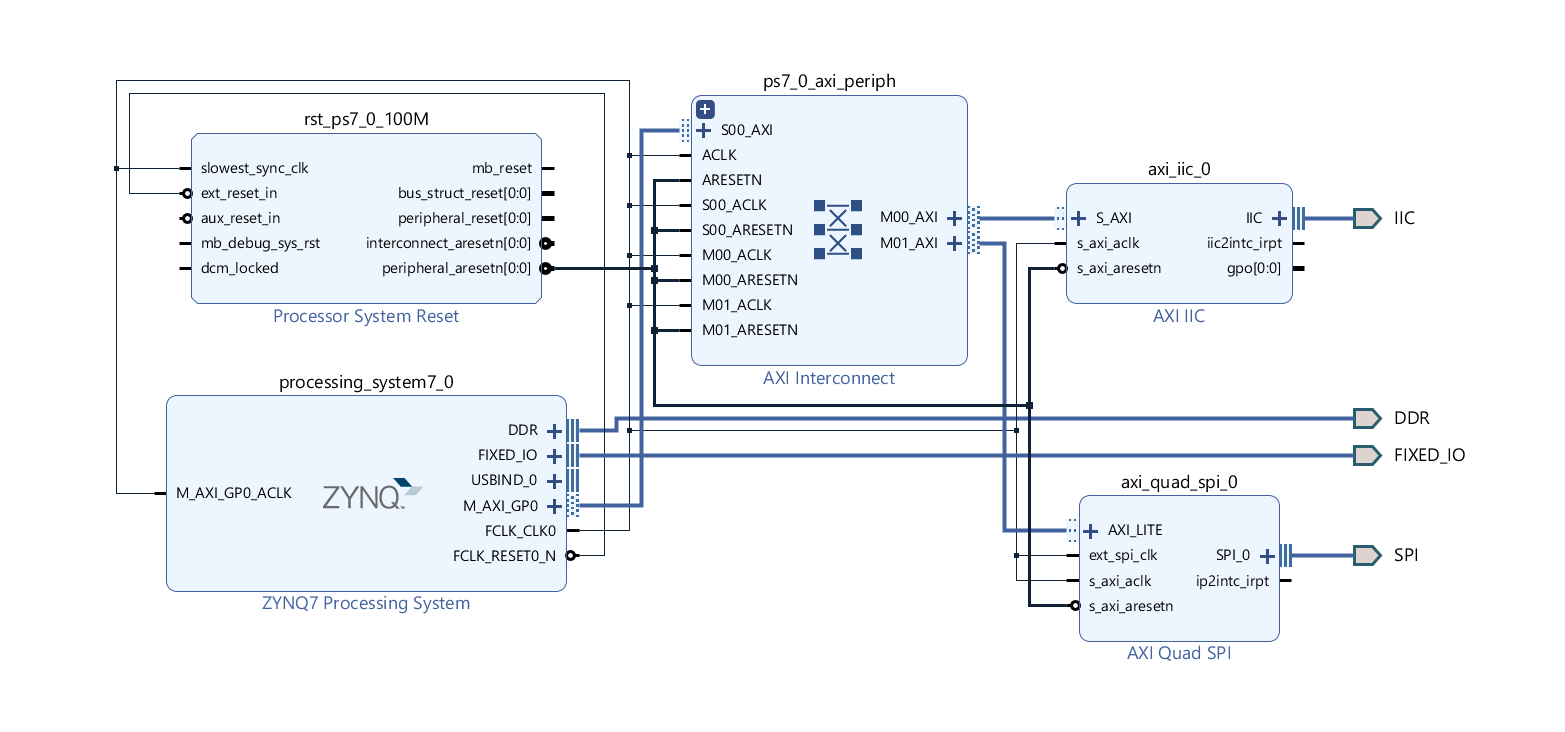 rst_ps7_0_100M
slowest_sync_clk
ext_reset_in
aux_reset_in
mb_debug_sys_rst
dcm_locked
mb_reset
bus_struct_reset[0:0]
peripheral_reset[0:0]
interconnect_aresetn[0:0]
peripheral_aresetn[0:0]
Processor System Reset
processing_system7_0
M_AXI_GP0_ACLK
ZYNQ
DDR
FIXED_IO
USBIND_0
M_AXI_GP0
FCLK_CLK0
FCLK_RESET0_N
ZYNQ7 Processing System
ps7_0_axi_periph
S00_AXI
ACLK
ARESETN
S00_ACLK
S00_ARESETN
M00_ACLK
M00_ARESETN
M01_ACLK
M01_ARESETN
M00_AXI
M01_AXI
AXI Interconnect
axi_iic_0
S_AXI
s_axi_aclk
s_axi_aresetn
IIC
iic2intc_irpt
gpo[0:0]
AXI IIC
axi_quad_spi_0
AXI_LITE
ext_spi_clk
s_axi_aclk
s_axi_aresetn
SPI_0
ip2intc_irpt
AXI Quad SPI
IIC
DDR
FIXED_IO
SPI